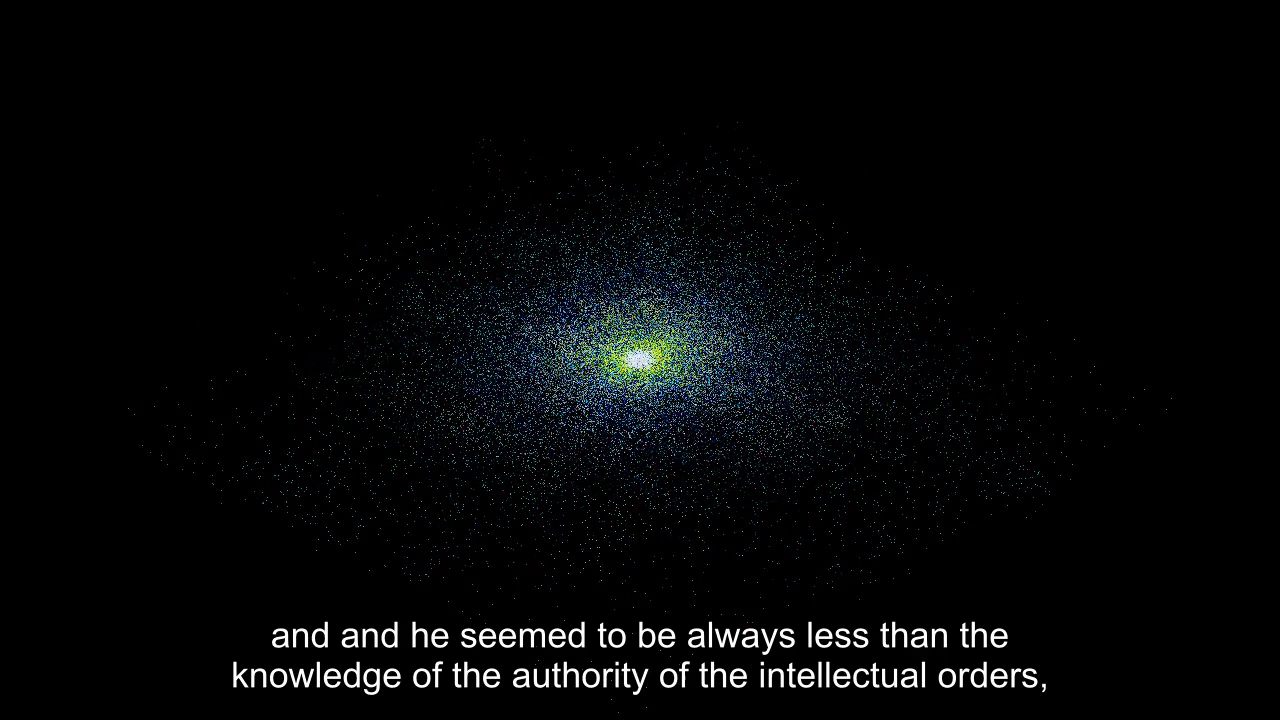 and and he seemed to be always less than the
knowledge of the authority of the intellectual orders,